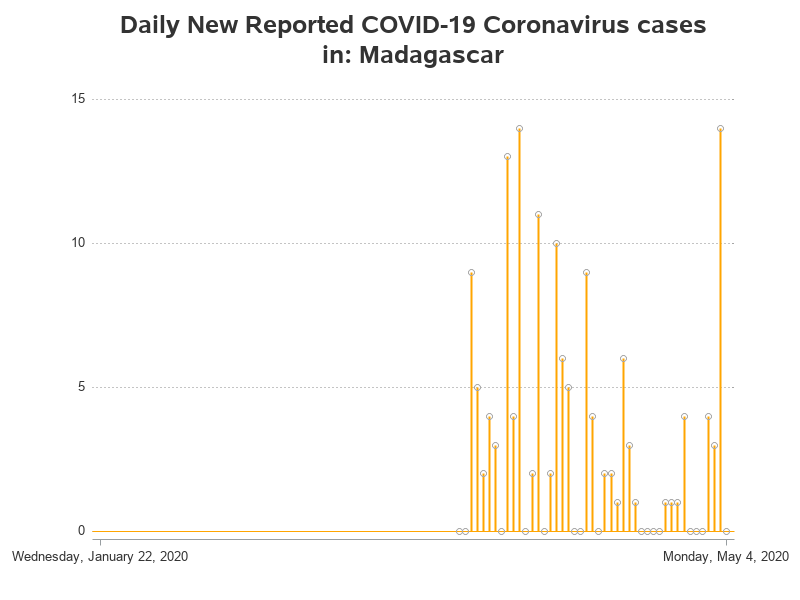 Daily New Reported COVID-19 Coronavirus cases
in: Madagascar
15
10
5
0
Wednesday, January 22, 2020
Monday, May 4, 2020